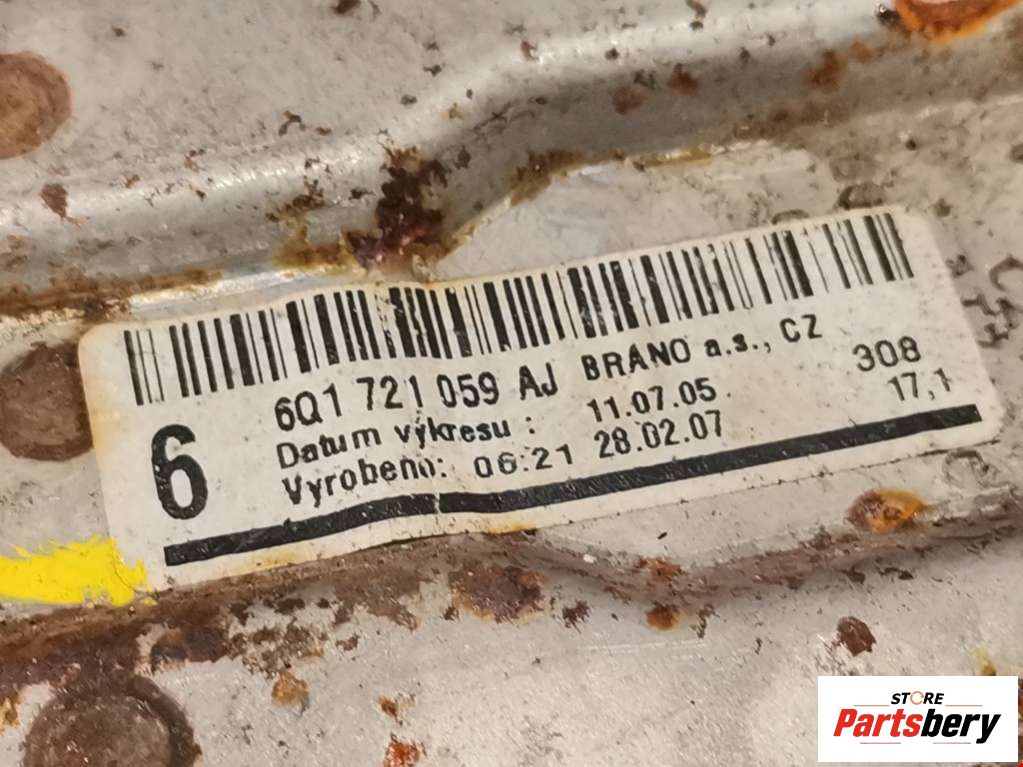 6Q1 721 059 AJ BRANO a.s., CZ
Datum výkresu : 11.07.05. 308
Vyrobeno: 06:21 28.02.07 17,1
6
STORE
Partsbery